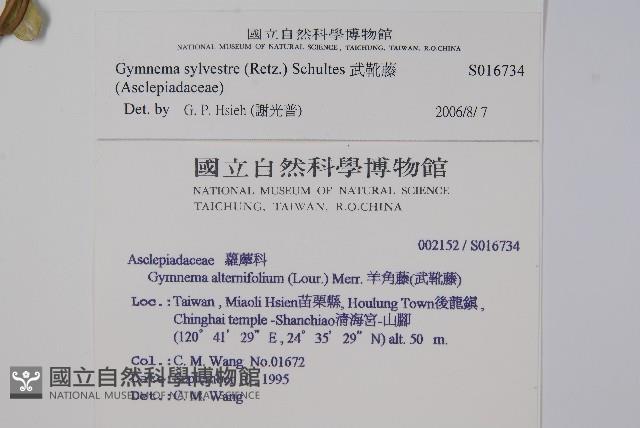 國立自然科學博物館
NATIONAL MUSEUM OF NATURAL SCIENCE, TAICHUNG, TAIWAN, R.O.CHINA
Gymnema sylvestre (Retz.) Schultes 武靴藤 S016734
(Asclepiadaceae)
Det. by G. P. Hsieh (謝光普) 2006/8/7
國立自然科學博物館
NATIONAL MUSEUM OF NATURAL SCIENCE
TAICHUNG, TAIWAN, R.O.CHINA
002152 / S016734
Asclepiadaceae 蘿藦科
Gymnema alternifolium (Lour.) Merr. 羊角藤(武靴藤)
Loc.:Taiwan , Miaoli Hsien苗栗縣, Houlung Town後龍鎮 ,
Chinghai temple -Shanchiao清海宮-山腳
(120° 41' 29" E , 24° 35' 29" N) alt. 50 m.
Col.:C. M. Wang No.01672
國立自然科學博物館
1995
NATIONAL MUSEUM OF NATURAL SCIENCE
Det.:C. M. Wang